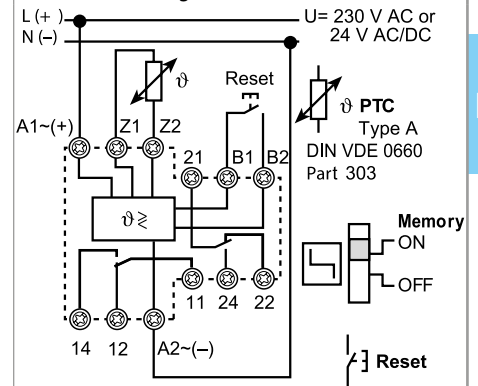 L (+)
N (–)
U= 230 V AC or
24 V AC/DC
ϑ
Reset
A1~(+)
Z1
Z2
21
B1
B2
ϑ PTC
Type A
DIN VDE 0660
Part 303
ϑ ≷
Memory
ON
OFF
11
24
22
14
12
A2~(–)
Reset